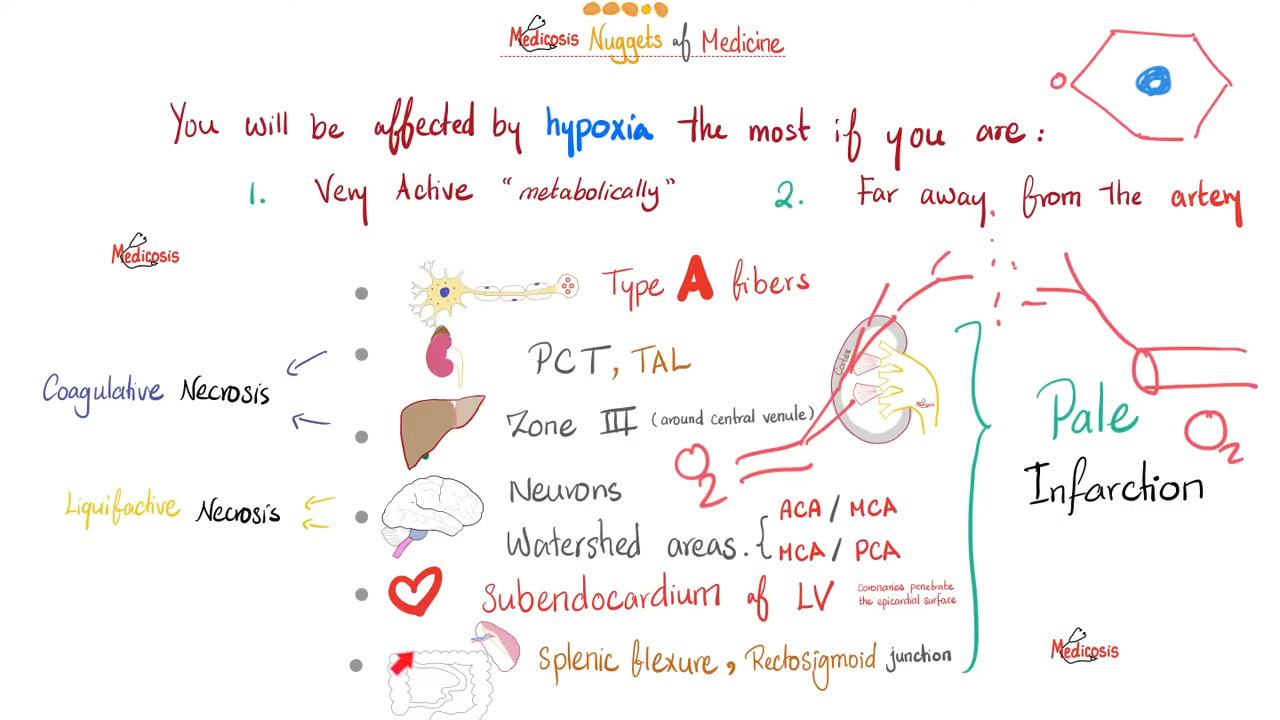 Medicosis Nuggets of Medicine
You will be affected by hypoxia the most if you are:
1. Very Active "metabolically"
2. Far away from the artery
Medicosis
Type A fibers
PCT, TAL
Cortex
Coagulative Necrosis
Zone III (around central venule)
Medicosis
O2
Pale
Infarction
O2
Liquifactive Necrosis
Neurons
Watershed areas.
ACA / MCA
MCA / PCA
Subendocardium of LV
Coronaries penetrate
the epicardial surface
Splenic flexure, Rectosigmoid junction
Medicosis